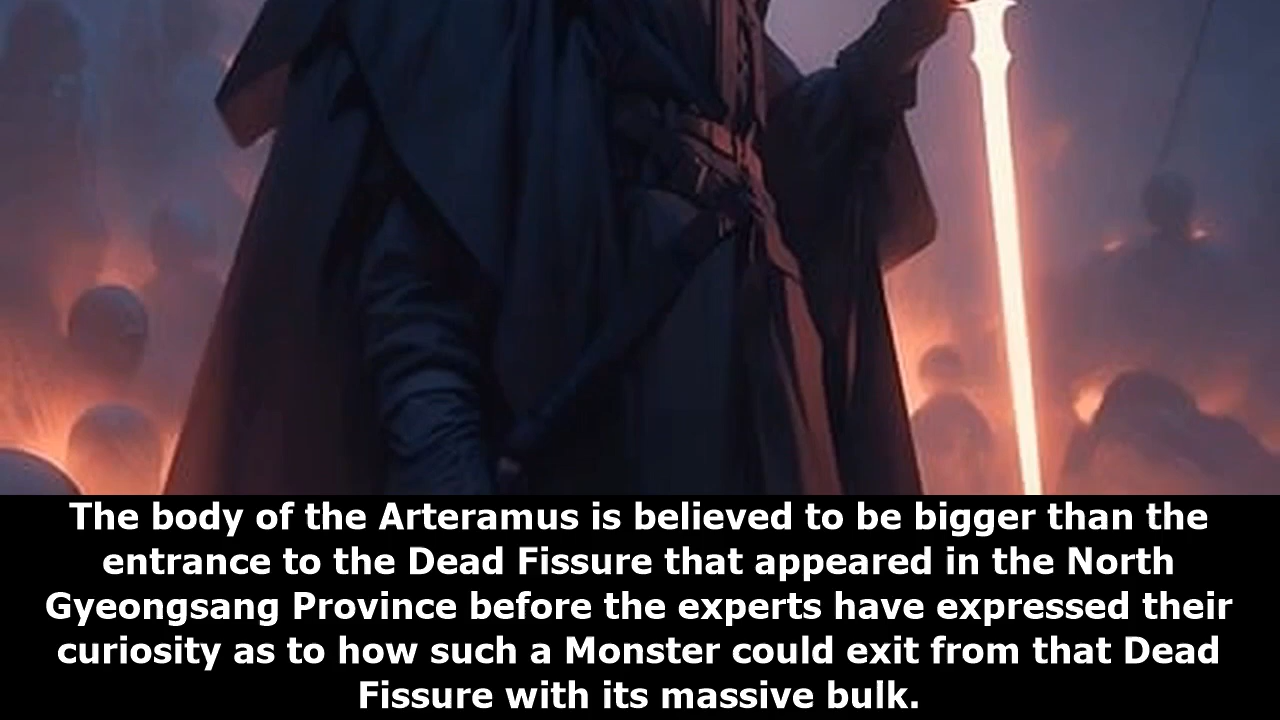 The body of the Arteramus is believed to be bigger than the
entrance to the Dead Fissure that appeared in the North
Gyeongsang Province before the experts have expressed their
curiosity as to how such a Monster could exit from that Dead
Fissure with its massive bulk.